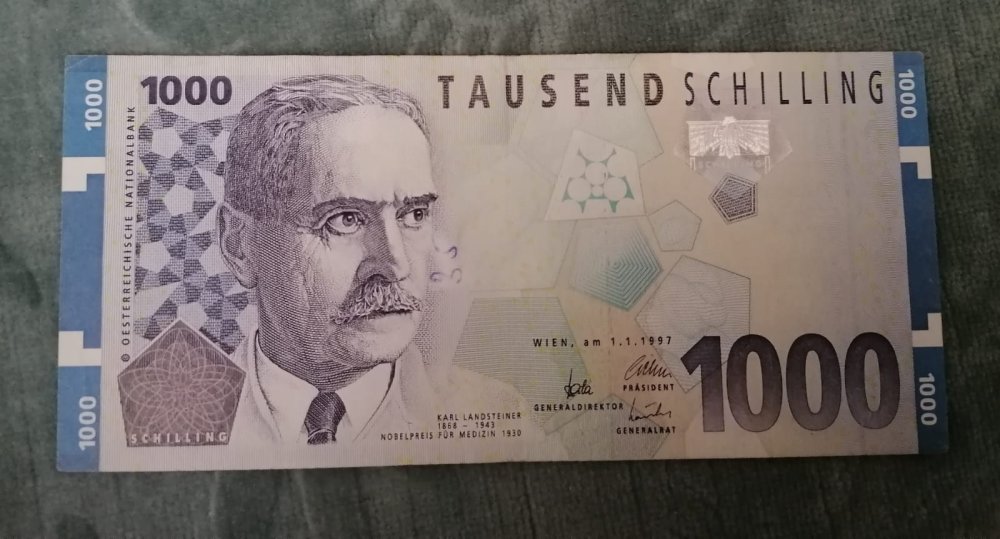 1000
1000
TAUSEND SCHILLING
1000
© OESTERREICHISCHE NATIONALBANK
SCHILLING
WIEN, am 1.1.1997
PRÄSIDENT
GENERALDIREKTOR
GENERALRAT
1000
KARL LANDSTEINER
1868 – 1943
NOBELPREIS FÜR MEDIZIN 1930
SCHILLING
1000
1000